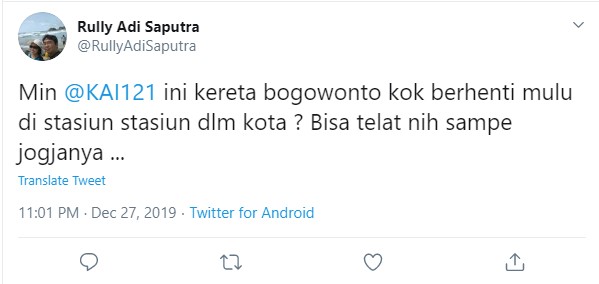 Rully Adi Saputra
@RullyAdiSaputra
Min @KAI121 ini kereta bogowonto kok berhenti mulu
di stasiun stasiun dlm kota ? Bisa telat nih sampe
jogjanya ...
Translate Tweet
11:01 PM · Dec 27, 2019 · Twitter for Android